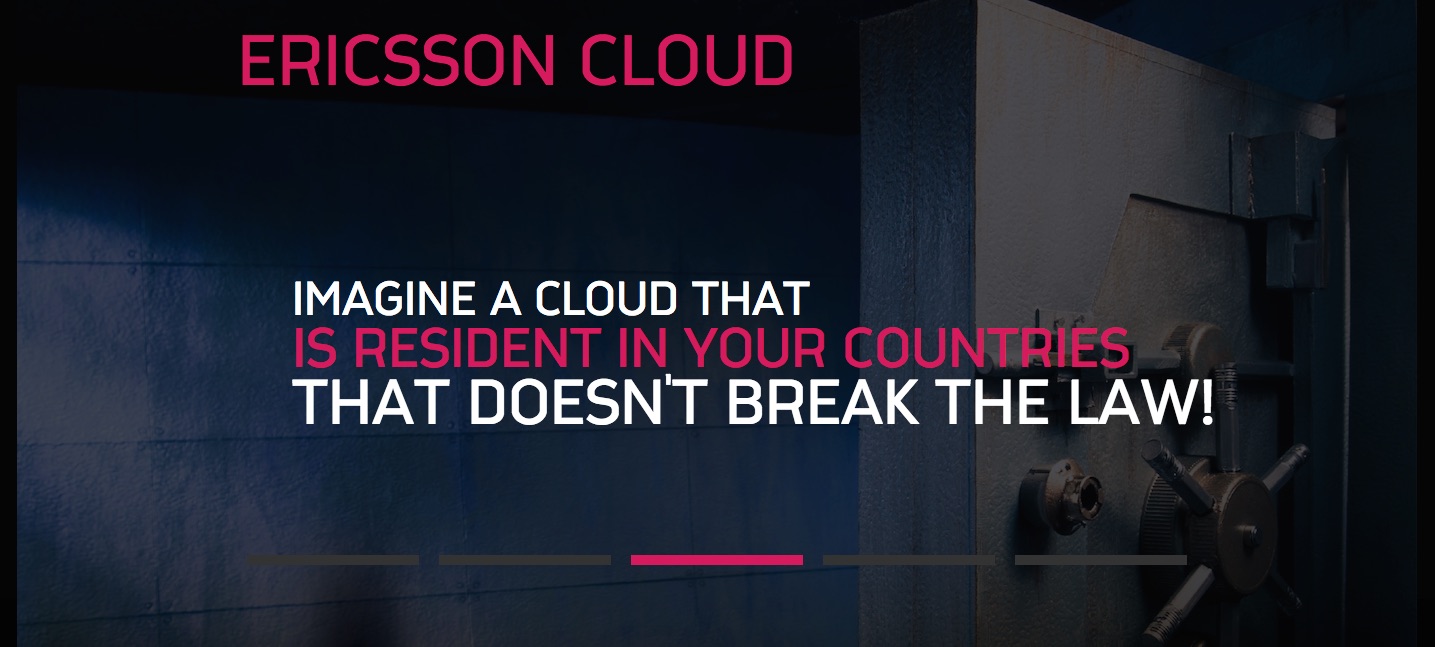 ERICSSON CLOUD
IMAGINE A CLOUD THAT
IS RESIDENT IN YOUR COUNTRIES
THAT DOESN'T BREAK THE LAW!